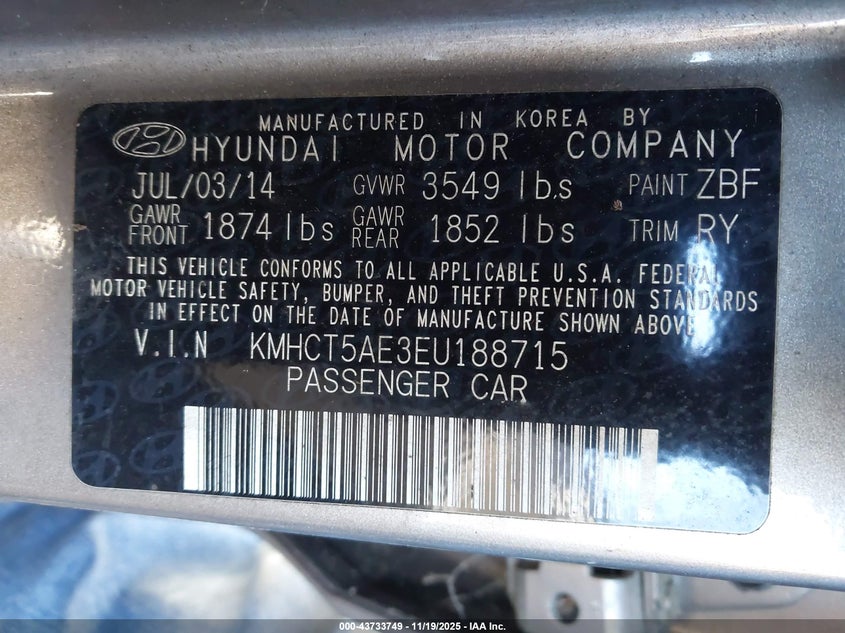 MANUFACTURED IN KOREA BY
HYUNDAI MOTOR COMPANY
JUL/03/14 GVWR 3549 lbs PAINT ZBF
GAWR FRONT 1874 lbs GAWR REAR 1852 lbs TRIM RY
THIS VEHICLE CONFORMS TO ALL APPLICABLE U.S.A. FEDERAL
MOTOR VEHICLE SAFETY, BUMPER, AND THEFT PREVENTION STANDARDS
IN EFFECT ON THE DATE OF MANUFACTURE SHOWN ABOVE
V.I.N KMHCT5AE3EU188715
PASSENGER CAR
000-43733749 - 11/19/2025 - IAA Inc.